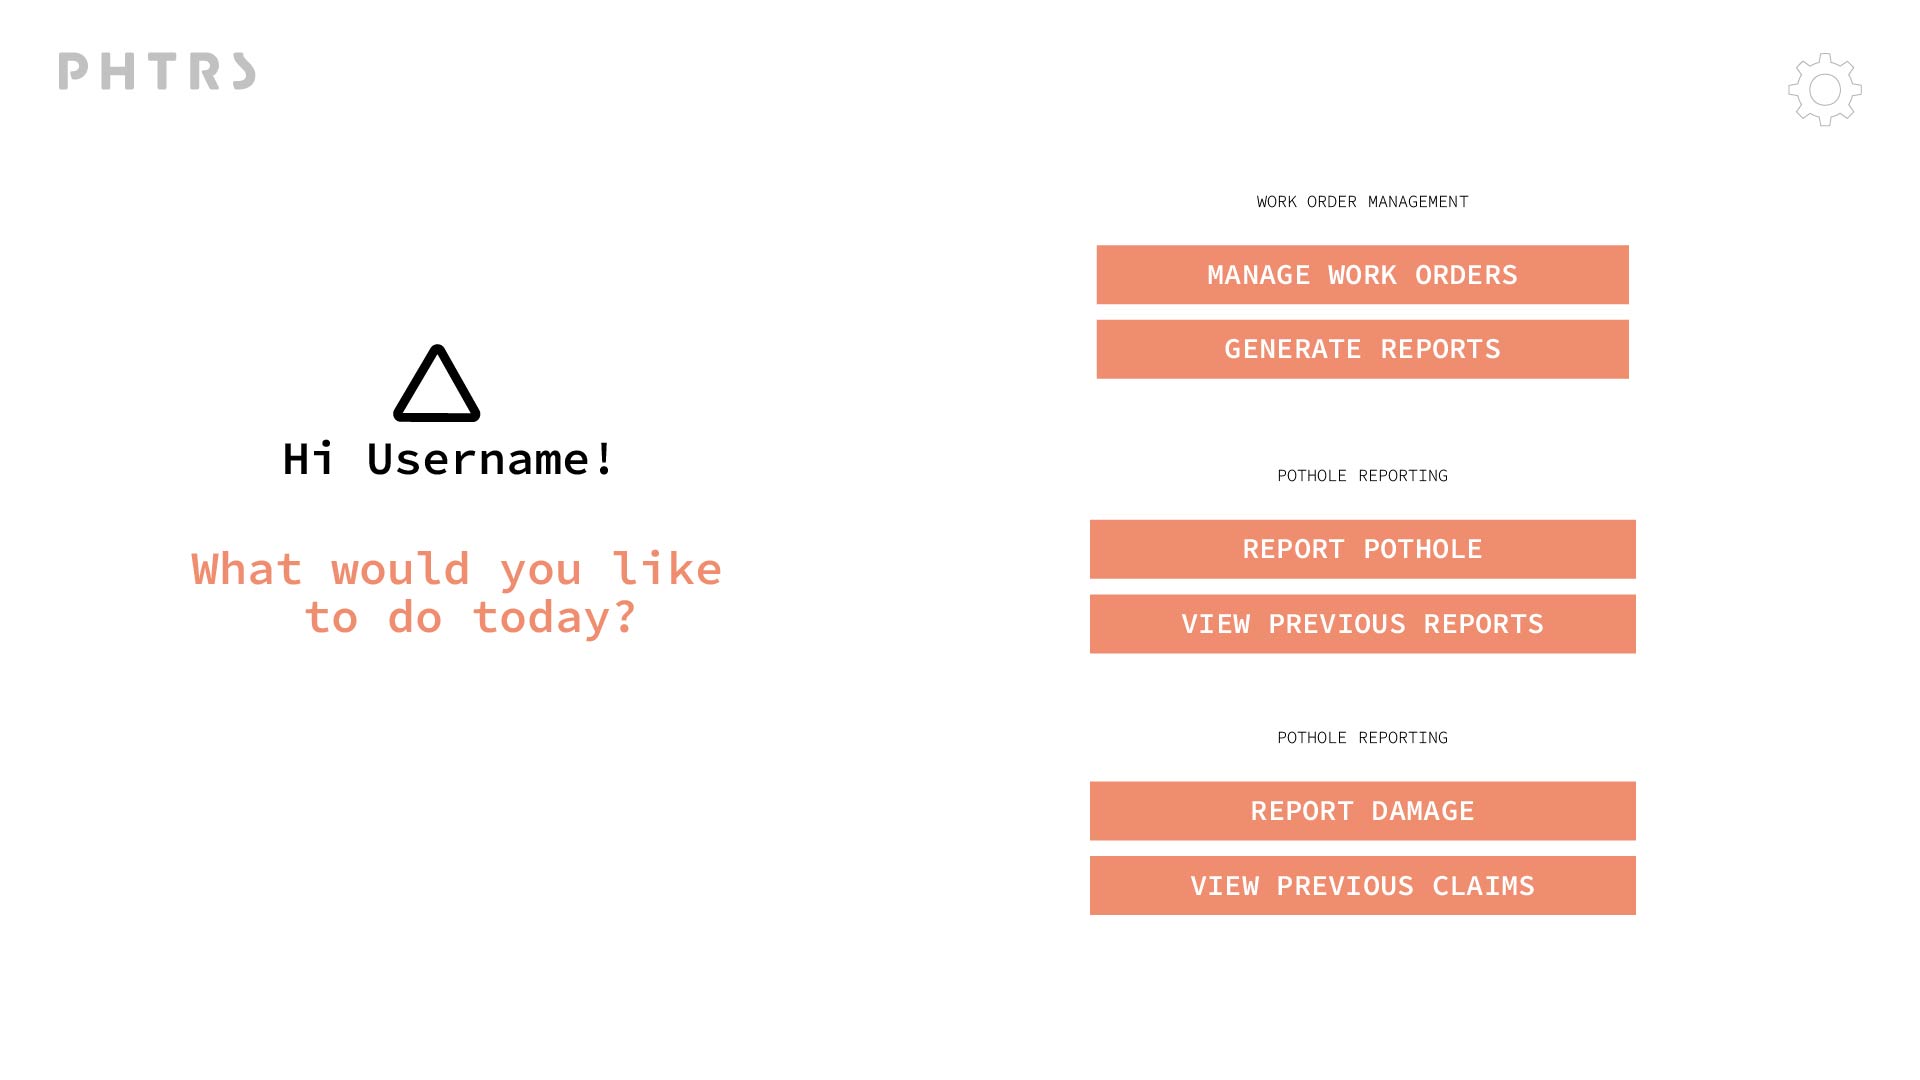 PHTRS
Hi Username!
What would you like
to do today?
WORK ORDER MANAGEMENT
MANAGE WORK ORDERS
GENERATE REPORTS
POTHOLE REPORTING
REPORT POTHOLE
VIEW PREVIOUS REPORTS
POTHOLE REPORTING
REPORT DAMAGE
VIEW PREVIOUS CLAIMS